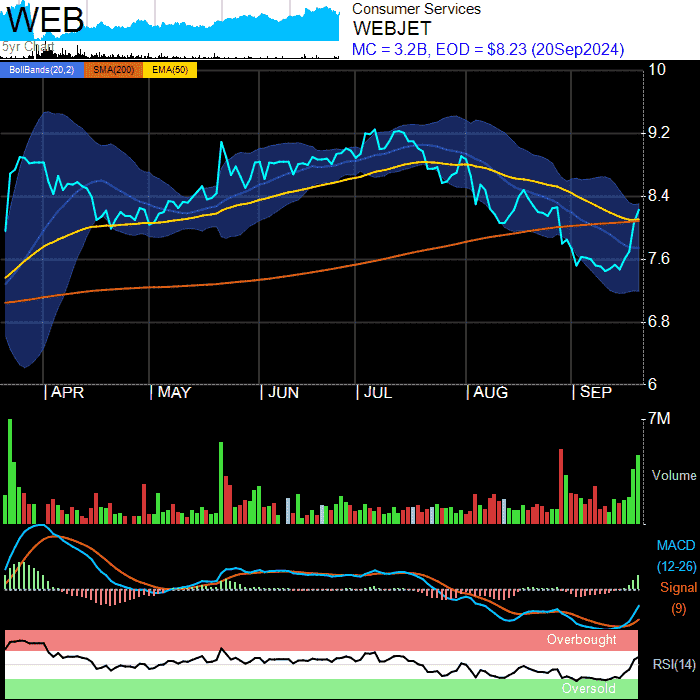 WEB
5yr Chart
Consumer Services
WEBJET
MC = 3.2B, EOD = $8.23 (20Sep2024)
BollBands(20,2) SMA(200) EMA(50)
10
9.2
8.4
7.6
6.8
6
APR MAY JUN JUL AUG SEP
7M
Volume
MACD
(12-26)
Signal
(9)
Overbought
RSI(14)
Oversold